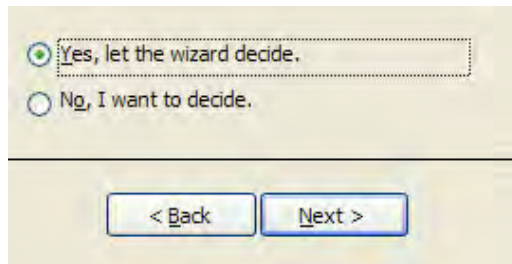 Yes, let the wizard decide.
No, I want to decide.
< Back Next >